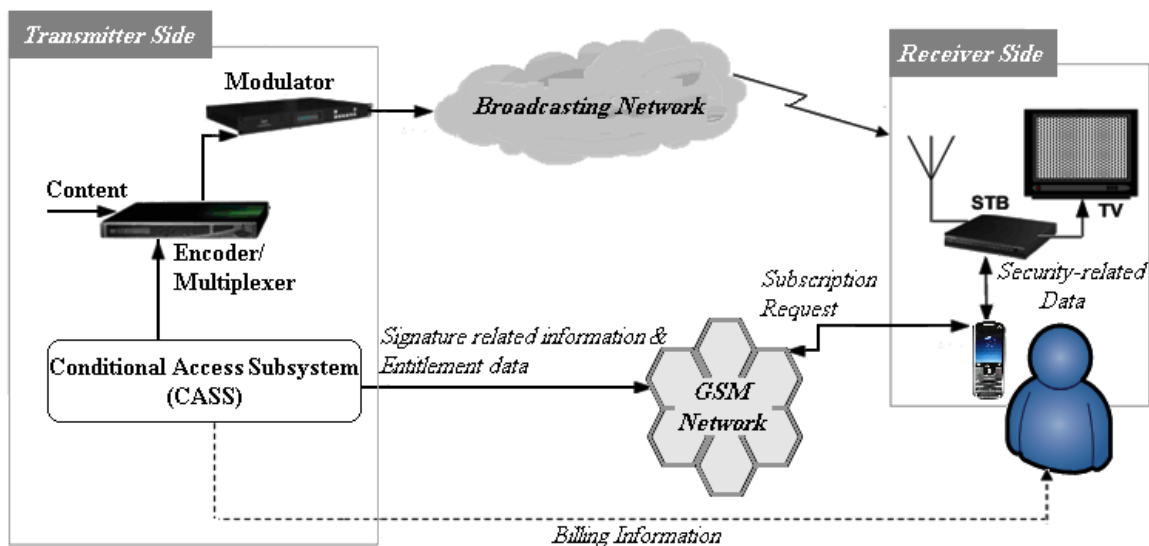 Transmitter Side
Receiver Side
Modulator
Broadcasting Network
Content
Encoder/
Multiplexer
STB
TV
Security-related
Data
Subscription
Request
Signature related information &
Entitlement data
Conditional Access Subsystem
(CASS)
GSM
Network
Billing Information